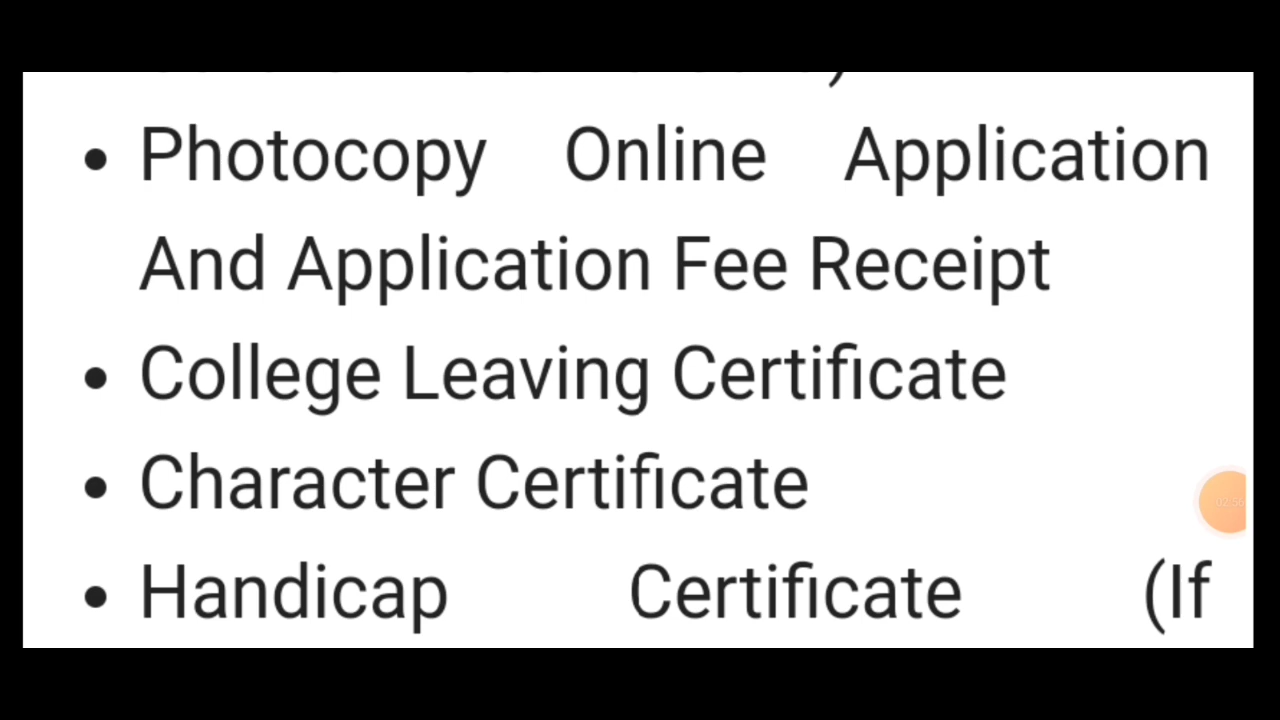 • Photocopy Online Application
And Application Fee Receipt
• College Leaving Certificate
• Character Certificate
• Handicap Certificate (If